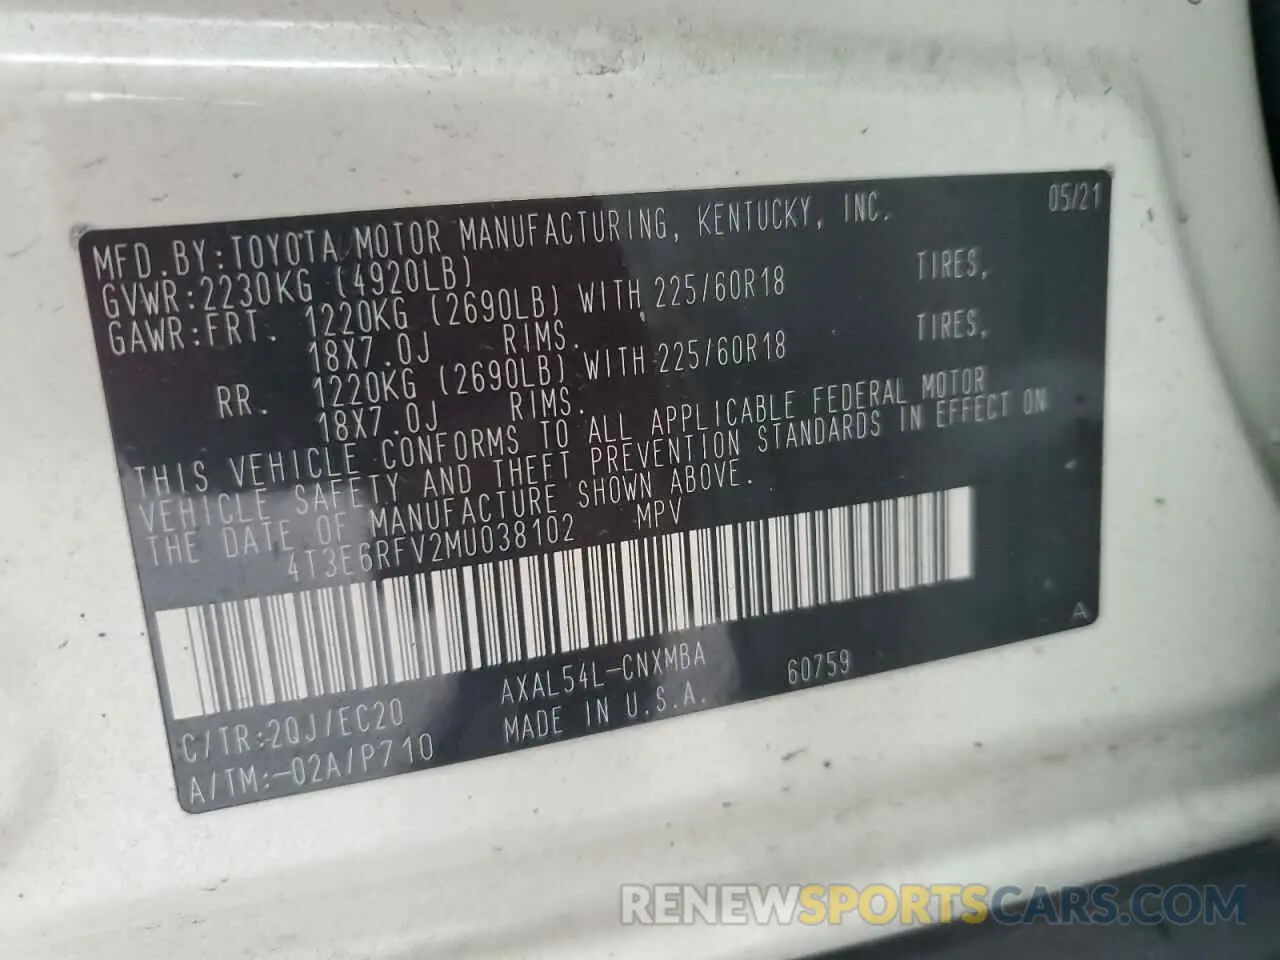 MFD.BY:TOYOTA MOTOR MANUFACTURING, KENTUCKY, INC. 05/21
GVWR:2230KG (4920LB)
GAWR:FRT. 1220KG (2690LB) WITH 225/60R18 TIRES,
18X7.0J RIMS.
RR. 1220KG (2690LB) WITH 225/60R18 TIRES,
18X7.0J RIMS.
THIS VEHICLE CONFORMS TO ALL APPLICABLE FEDERAL MOTOR
VEHICLE SAFETY AND THEFT PREVENTION STANDARDS IN EFFECT ON
THE DATE OF MANUFACTURE SHOWN ABOVE.
4T3E6RFV2MU038102 MPV
A
C/TR:2QJ/EC20 AXAL54L-CNXMBA 60759
A/TM:-02A/P710 MADE IN U.S.A.
RENEWSPORTSCARS.COM